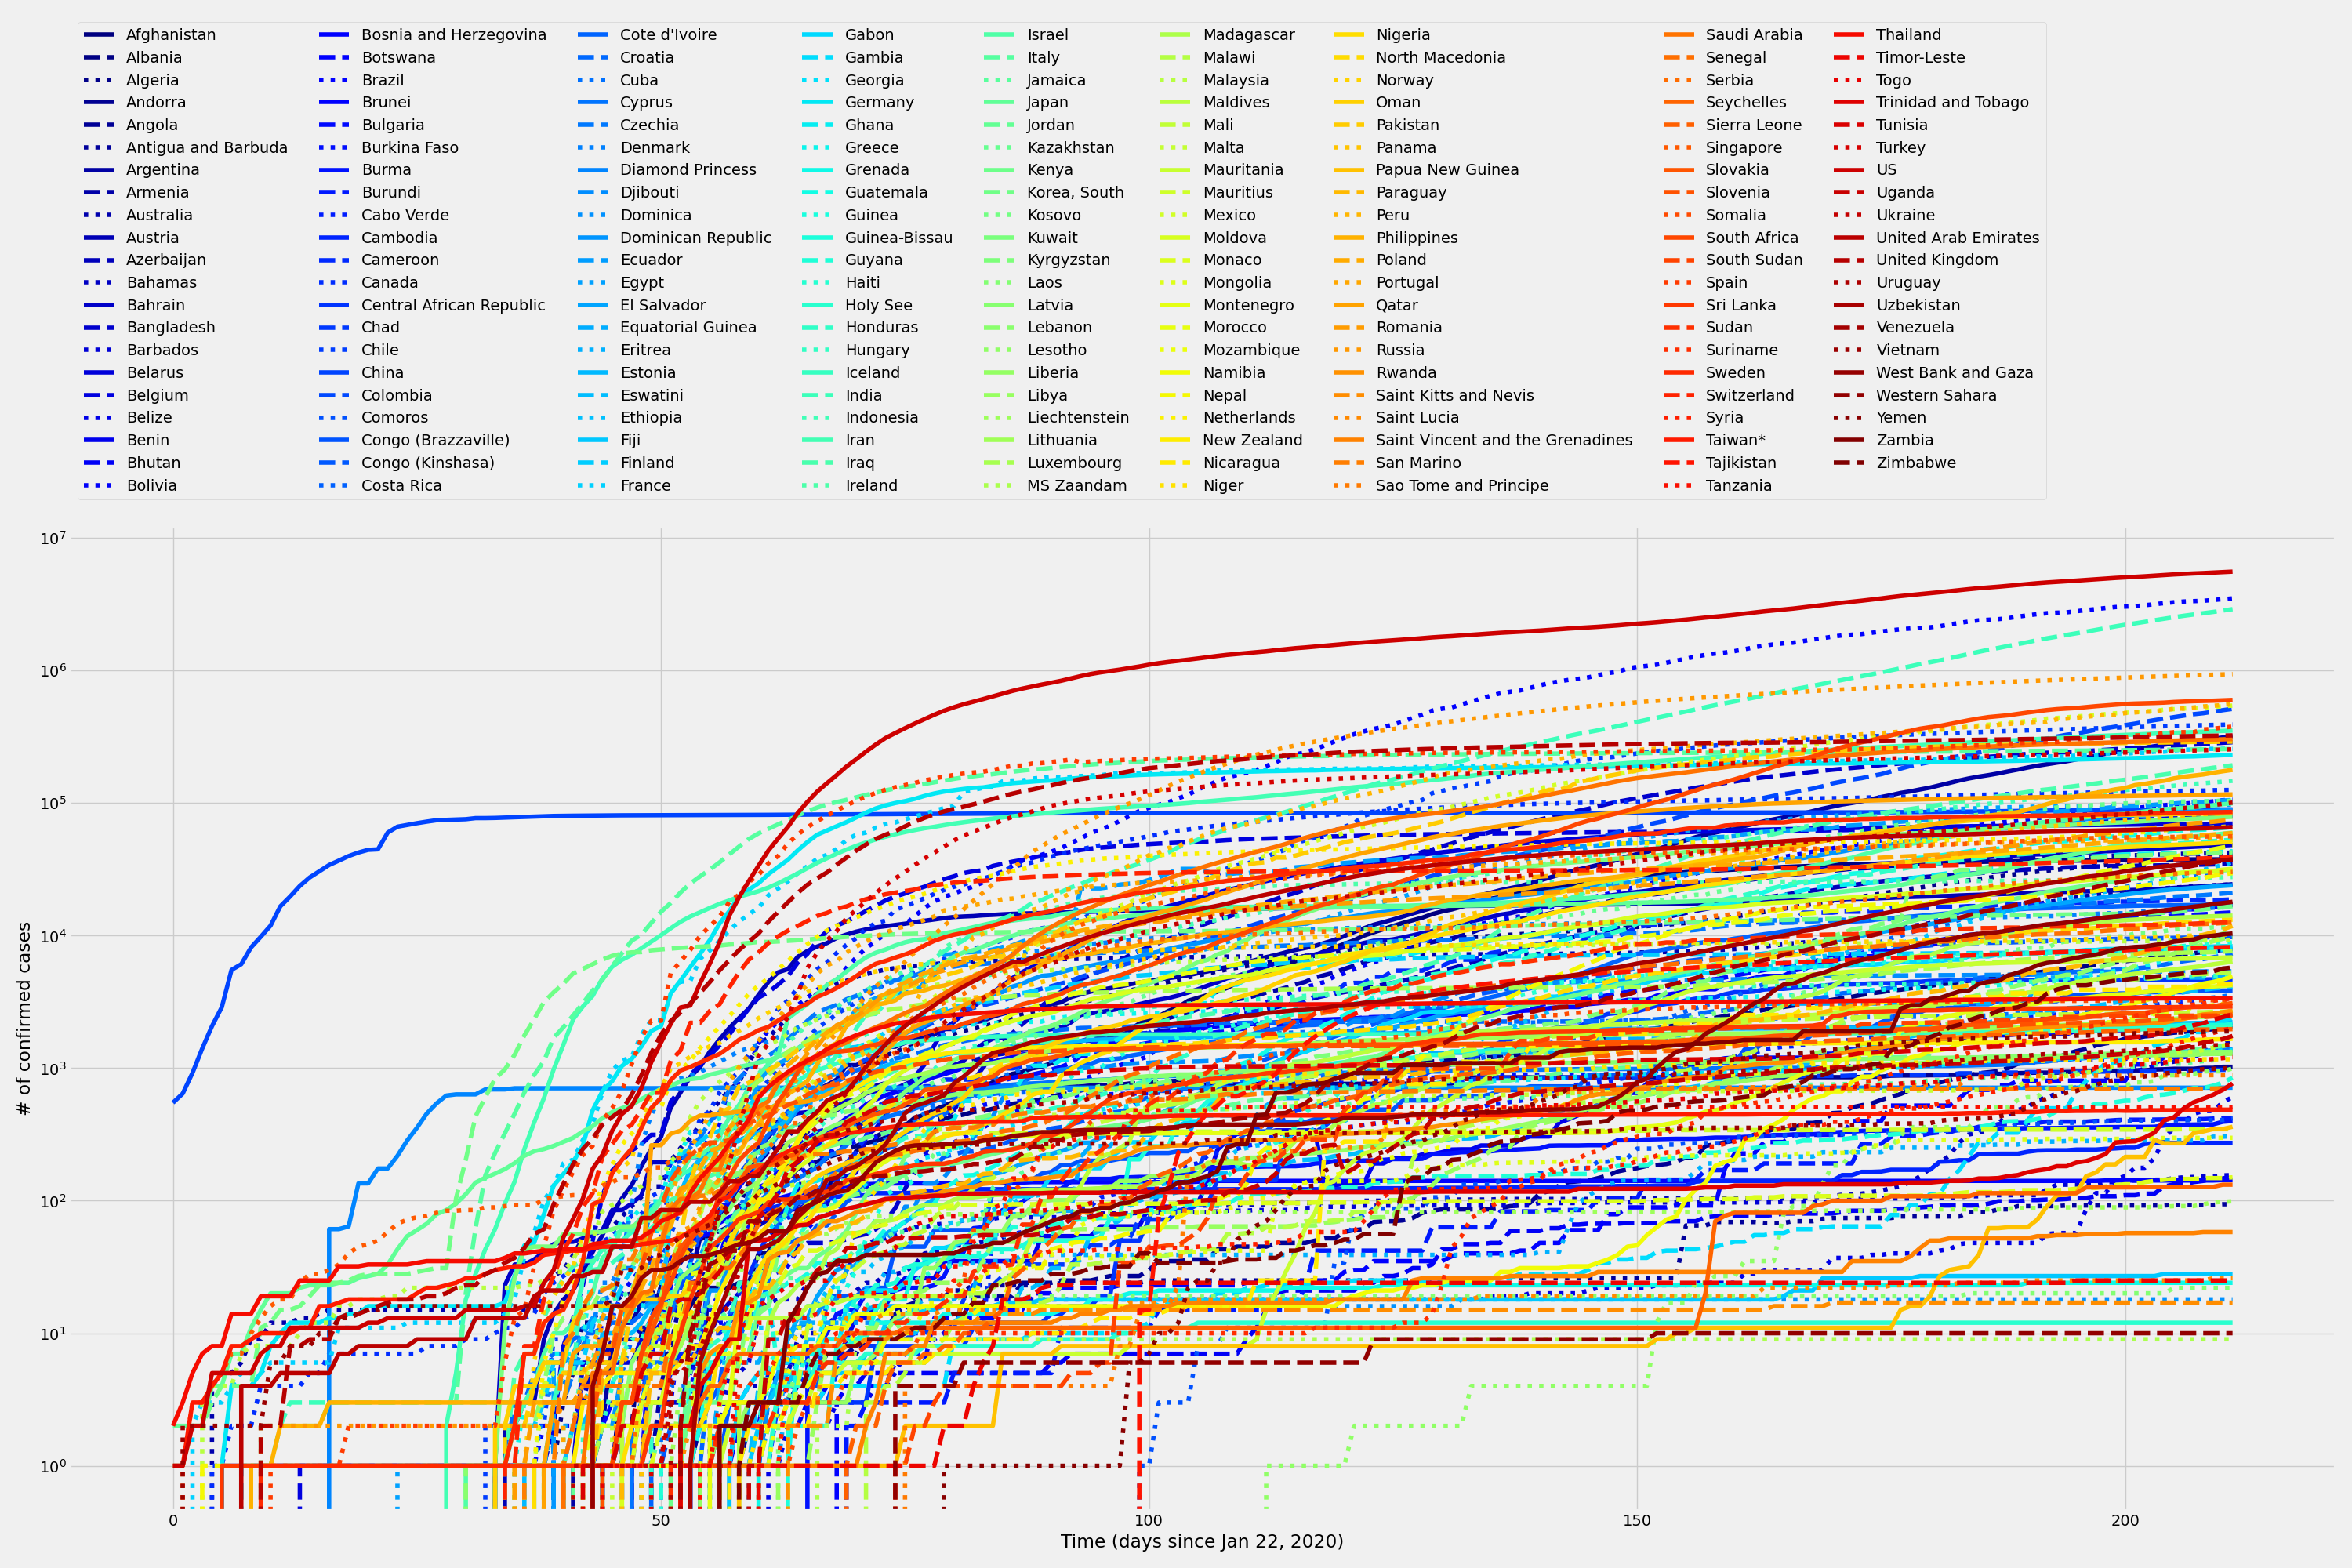 Afghanistan
Albania
Algeria
Andorra
Angola
Antigua and Barbuda
Argentina
Armenia
Australia
Austria
Azerbaijan
Bahamas
Bahrain
Bangladesh
Barbados
Belarus
Belgium
Belize
Benin
Bhutan
Bolivia
Bosnia and Herzegovina
Botswana
Brazil
Brunei
Bulgaria
Burkina Faso
Burma
Burundi
Cabo Verde
Cambodia
Cameroon
Canada
Central African Republic
Chad
Chile
China
Colombia
Comoros
Congo (Brazzaville)
Congo (Kinshasa)
Costa Rica
Cote d'Ivoire
Croatia
Cuba
Cyprus
Czechia
Denmark
Diamond Princess
Djibouti
Dominica
Dominican Republic
Ecuador
Egypt
El Salvador
Equatorial Guinea
Eritrea
Estonia
Eswatini
Ethiopia
Fiji
Finland
France
Gabon
Gambia
Georgia
Germany
Ghana
Greece
Grenada
Guatemala
Guinea
Guinea-Bissau
Guyana
Haiti
Holy See
Honduras
Hungary
Iceland
India
Indonesia
Iran
Iraq
Ireland
Israel
Italy
Jamaica
Japan
Jordan
Kazakhstan
Kenya
Korea, South
Kosovo
Kuwait
Kyrgyzstan
Laos
Latvia
Lebanon
Lesotho
Liberia
Libya
Liechtenstein
Lithuania
Luxembourg
MS Zaandam
Madagascar
Malawi
Malaysia
Maldives
Mali
Malta
Mauritania
Mauritius
Mexico
Moldova
Monaco
Mongolia
Montenegro
Morocco
Mozambique
Namibia
Nepal
Netherlands
New Zealand
Nicaragua
Niger
Nigeria
North Macedonia
Norway
Oman
Pakistan
Panama
Papua New Guinea
Paraguay
Peru
Philippines
Poland
Portugal
Qatar
Romania
Russia
Rwanda
Saint Kitts and Nevis
Saint Lucia
Saint Vincent and the Grenadines
San Marino
Sao Tome and Principe
Saudi Arabia
Senegal
Serbia
Seychelles
Sierra Leone
Singapore
Slovakia
Slovenia
Somalia
South Africa
South Sudan
Spain
Sri Lanka
Sudan
Suriname
Sweden
Switzerland
Syria
Taiwan*
Tajikistan
Tanzania
Thailand
Timor-Leste
Togo
Trinidad and Tobago
Tunisia
Turkey
US
Uganda
Ukraine
United Arab Emirates
United Kingdom
Uruguay
Uzbekistan
Venezuela
Vietnam
West Bank and Gaza
Western Sahara
Yemen
Zambia
Zimbabwe
# of confirmed cases
10⁷
10⁶
10⁵
10⁴
10³
10²
10¹
10⁰
0 50 100 150 200
Time (days since Jan 22, 2020)